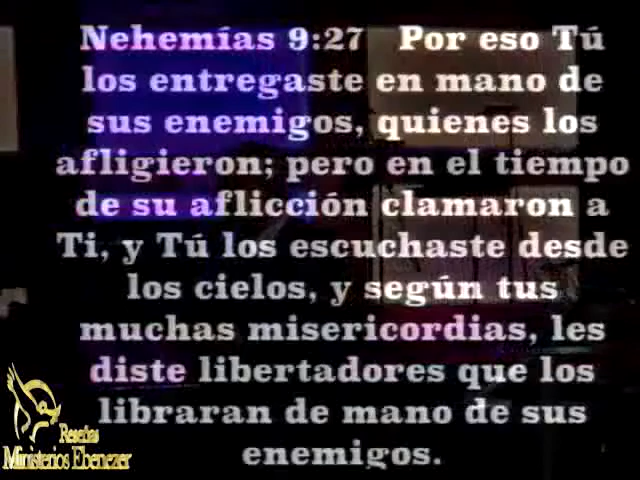 Nehemías 9:27 Por eso Tú
los entregaste en mano de
sus enemigos, quienes los
afligieron; pero en el tiempo
de su aflicción clamaron a
Ti, y Tú los escuchaste desde
los cielos, y según tus
muchas misericordias, les
diste libertadores que los
libraran de mano de sus
enemigos.
Reseñas
Ministerios Ebenezer